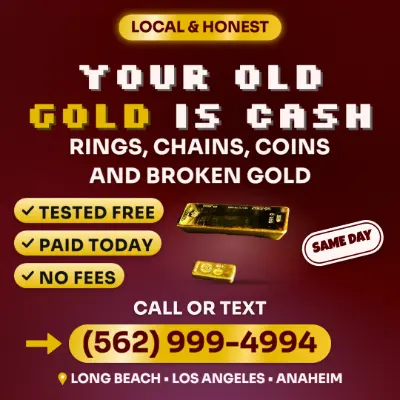 LOCAL & HONEST
YOUR OLD
GOLD IS CASH
RINGS, CHAINS, COINS
AND BROKEN GOLD
✓ TESTED FREE
✓ PAID TODAY
✓ NO FEES
SAME DAY
CALL OR TEXT
(562) 999-4994
LONG BEACH • LOS ANGELES • ANAHEIM